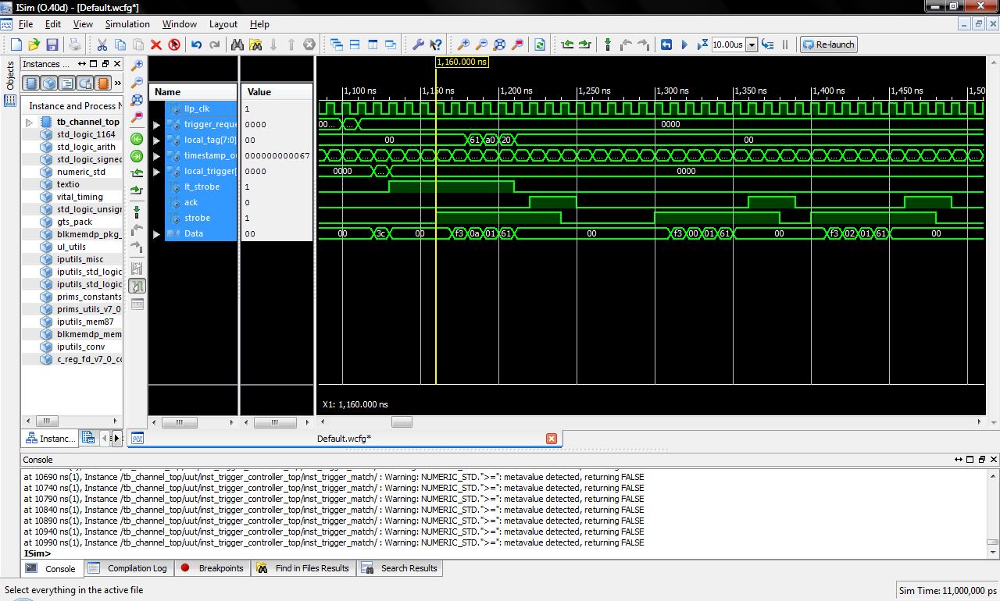 ISim (O.40d) - [Default.wcfg*]
File Edit View Simulation Window Layout Help
10.00us Re-launch
Objects
Instances ...
Instance and Process N
tb_channel_top
std_logic_1164
std_logic_arith
std_logic_signed
numeric_std
textio
vital_timing
std_logic_unsign
gts_pack
blkmemdp_pkg_
ul_utils
iputils_misc
iputils_std_logic
iputils_std_logic
prims_constants
prims_utils_v7_0
iputils_mem87
blkmemdp_mem
iputils_conv
c_reg_fd_v7_0_co
Instanc...
Name Value
llp_clk 1
trigger_reque 0000
local_tag[7:0] 00
timestamp_ou 000000000067
local_trigger[ 0000
lt_strobe 1
ack 0
strobe 1
Data 00
1,160.000 ns
1,100 ns 1,150 ns 1,200 ns 1,250 ns 1,300 ns 1,350 ns 1,400 ns 1,450 ns 1,50
00... ... 0000
00 61 a0 20 00
... ... ... ... ... ... ... ... ... ... ... ... ... ... ... ... ... ... ... ... ... ... ... ... ... ... ... ... ... ... ... ... ... ... ... ... ... ... ... ... ... ...
0000 ... 0000
00 3c 00 f3 0a 01 61 00 f3 00 01 61 00 f3 02 01 61 00
X1: 1,160.000 ns
Default.wcfg*
Console
at 10690 ns(1), Instance /tb_channel_top/uut/inst_trigger_controller_top/inst_trigger_match/ : Warning: NUMERIC_STD.">=": metavalue detected, returning FALSE
at 10740 ns(1), Instance /tb_channel_top/uut/inst_trigger_controller_top/inst_trigger_match/ : Warning: NUMERIC_STD.">=": metavalue detected, returning FALSE
at 10790 ns(1), Instance /tb_channel_top/uut/inst_trigger_controller_top/inst_trigger_match/ : Warning: NUMERIC_STD.">=": metavalue detected, returning FALSE
at 10840 ns(1), Instance /tb_channel_top/uut/inst_trigger_controller_top/inst_trigger_match/ : Warning: NUMERIC_STD.">=": metavalue detected, returning FALSE
at 10890 ns(1), Instance /tb_channel_top/uut/inst_trigger_controller_top/inst_trigger_match/ : Warning: NUMERIC_STD.">=": metavalue detected, returning FALSE
at 10940 ns(1), Instance /tb_channel_top/uut/inst_trigger_controller_top/inst_trigger_match/ : Warning: NUMERIC_STD.">=": metavalue detected, returning FALSE
at 10990 ns(1), Instance /tb_channel_top/uut/inst_trigger_controller_top/inst_trigger_match/ : Warning: NUMERIC_STD.">=": metavalue detected, returning FALSE
ISim>
Console Compilation Log Breakpoints Find in Files Results Search Results
Select everything in the active file
Sim Time: 11,000,000 ps